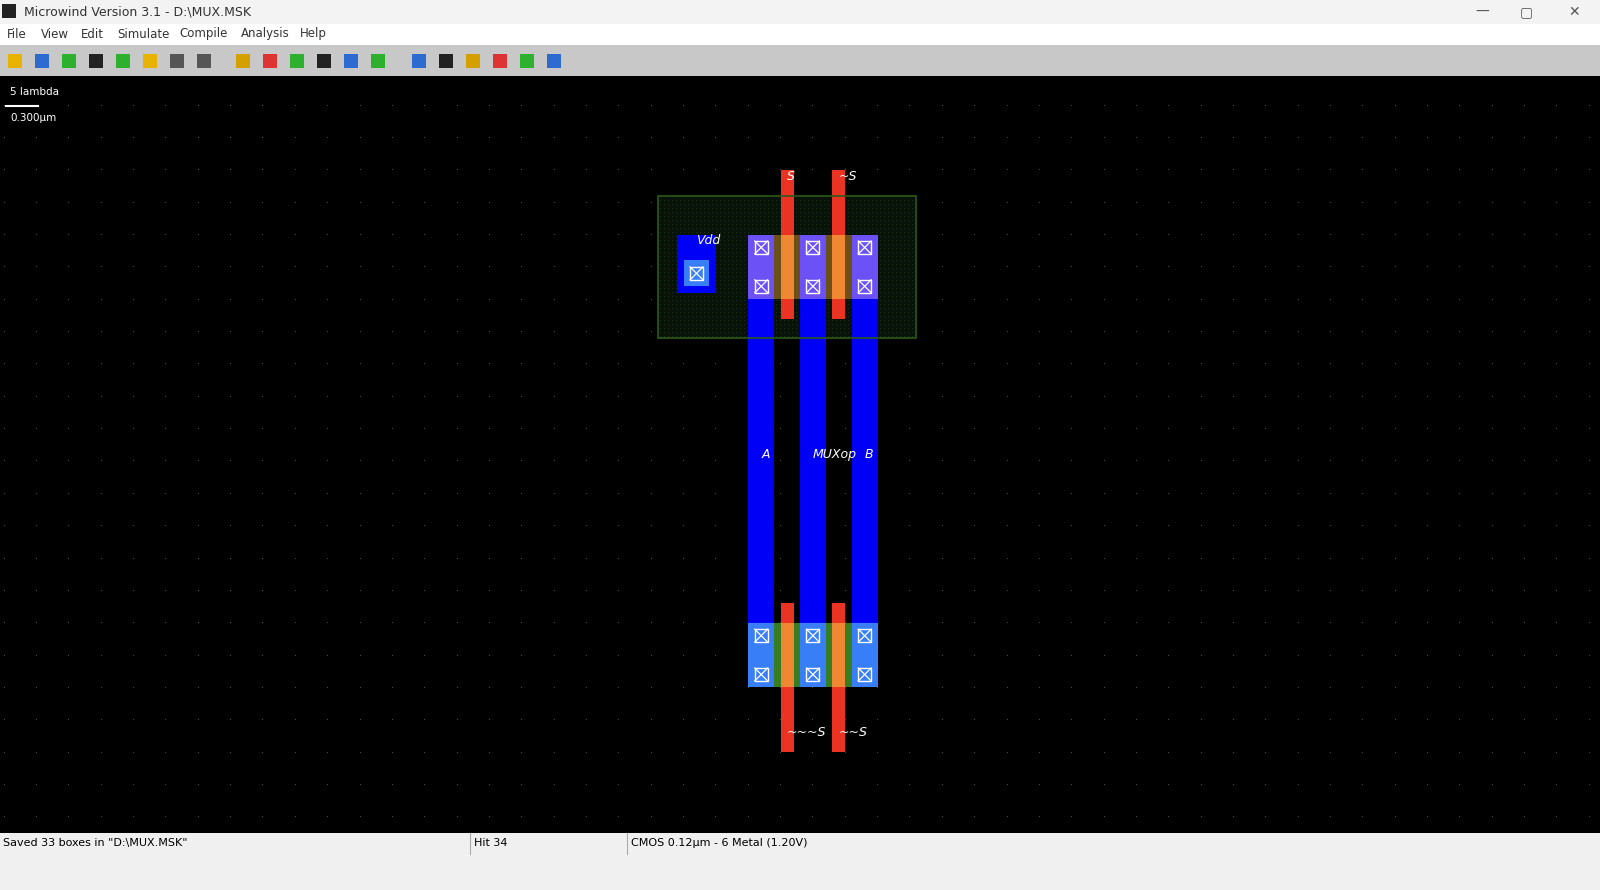 Microwind Version 3.1 - D:\MUX.MSK
File View Edit Simulate Compile Analysis Help
5 lambda
0.300µm
S ~S
Vdd
A MUXop B
~~~S ~~S
Saved 33 boxes in "D:\MUX.MSK" Hit 34 CMOS 0.12µm - 6 Metal (1.20V)